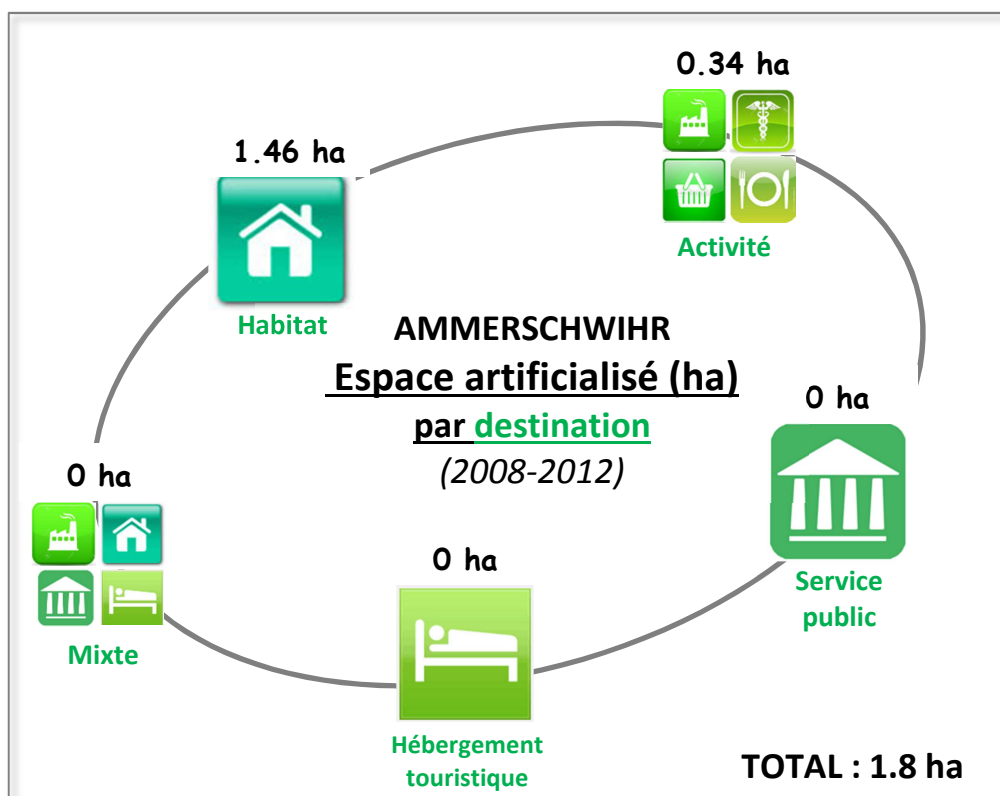 0.34 ha
Activité
1.46 ha
Habitat
AMMERSCHWIHR
Espace artificialisé (ha)
par destination
(2008-2012)
0 ha
Service
public
0 ha
Mixte
0 ha
Hébergement
touristique
TOTAL : 1.8 ha